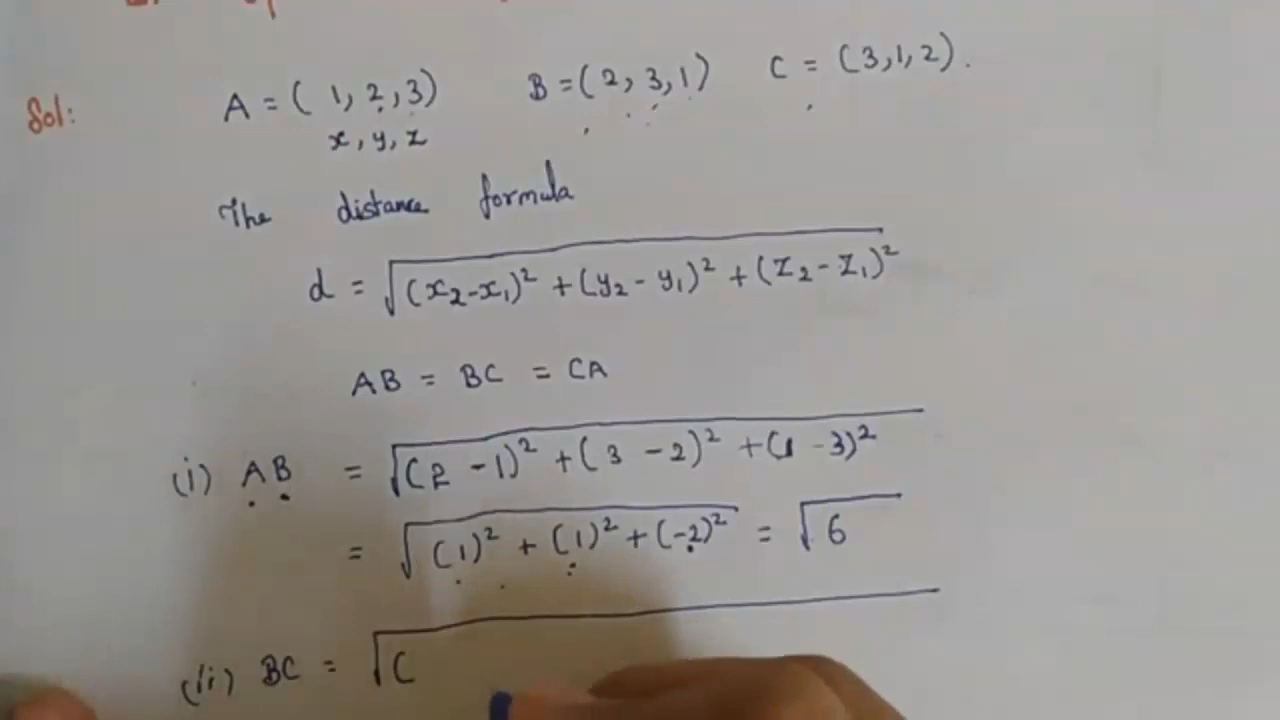 Sol: A = ( 1, 2, 3) B = ( 2, 3, 1) C = (3, 1, 2).
x, y, z
The distance formula
d = √(x₂-x₁)² + (y₂ - y₁)² + (z₂ - z₁)²
AB = BC = CA
(i) AB = √(2 - 1)² + (3 - 2)² + (1 - 3)²
= √(1)² + (1)² + (-2)² = √6
(ii) BC = √(